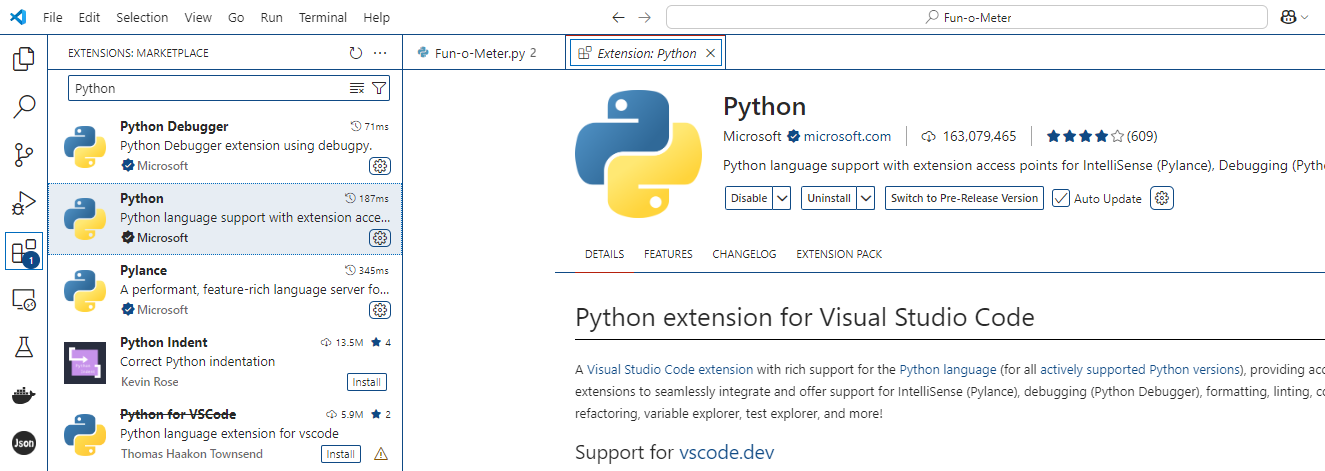 File Edit Selection View Go Run Terminal Help
Fun-o-Meter
EXTENSIONS: MARKETPLACE
Python
Python Debugger 71ms
Python Debugger extension using debugpy.
Microsoft
Python 187ms
Python language support with extension acce...
Microsoft
Pylance 345ms
A performant, feature-rich language server fo...
Microsoft
Python Indent 13.5M 4
Correct Python indentation
Kevin Rose Install
Python for VSCode 5.9M 2
Python language extension for vscode
Thomas Haakon Townsend Install
1
Json
Fun-o-Meter.py 2
Extension: Python
Python
Microsoft microsoft.com 163,079,465 (609)
Python language support with extension access points for IntelliSense (Pylance), Debugging (Pyth
Disable Uninstall Switch to Pre-Release Version Auto Update
DETAILS FEATURES CHANGELOG EXTENSION PACK
Python extension for Visual Studio Code
A Visual Studio Code extension with rich support for the Python language (for all actively supported Python versions), providing acc
extensions to seamlessly integrate and offer support for IntelliSense (Pylance), debugging (Python Debugger), formatting, linting, co
refactoring, variable explorer, test explorer, and more!
Support for vscode.dev